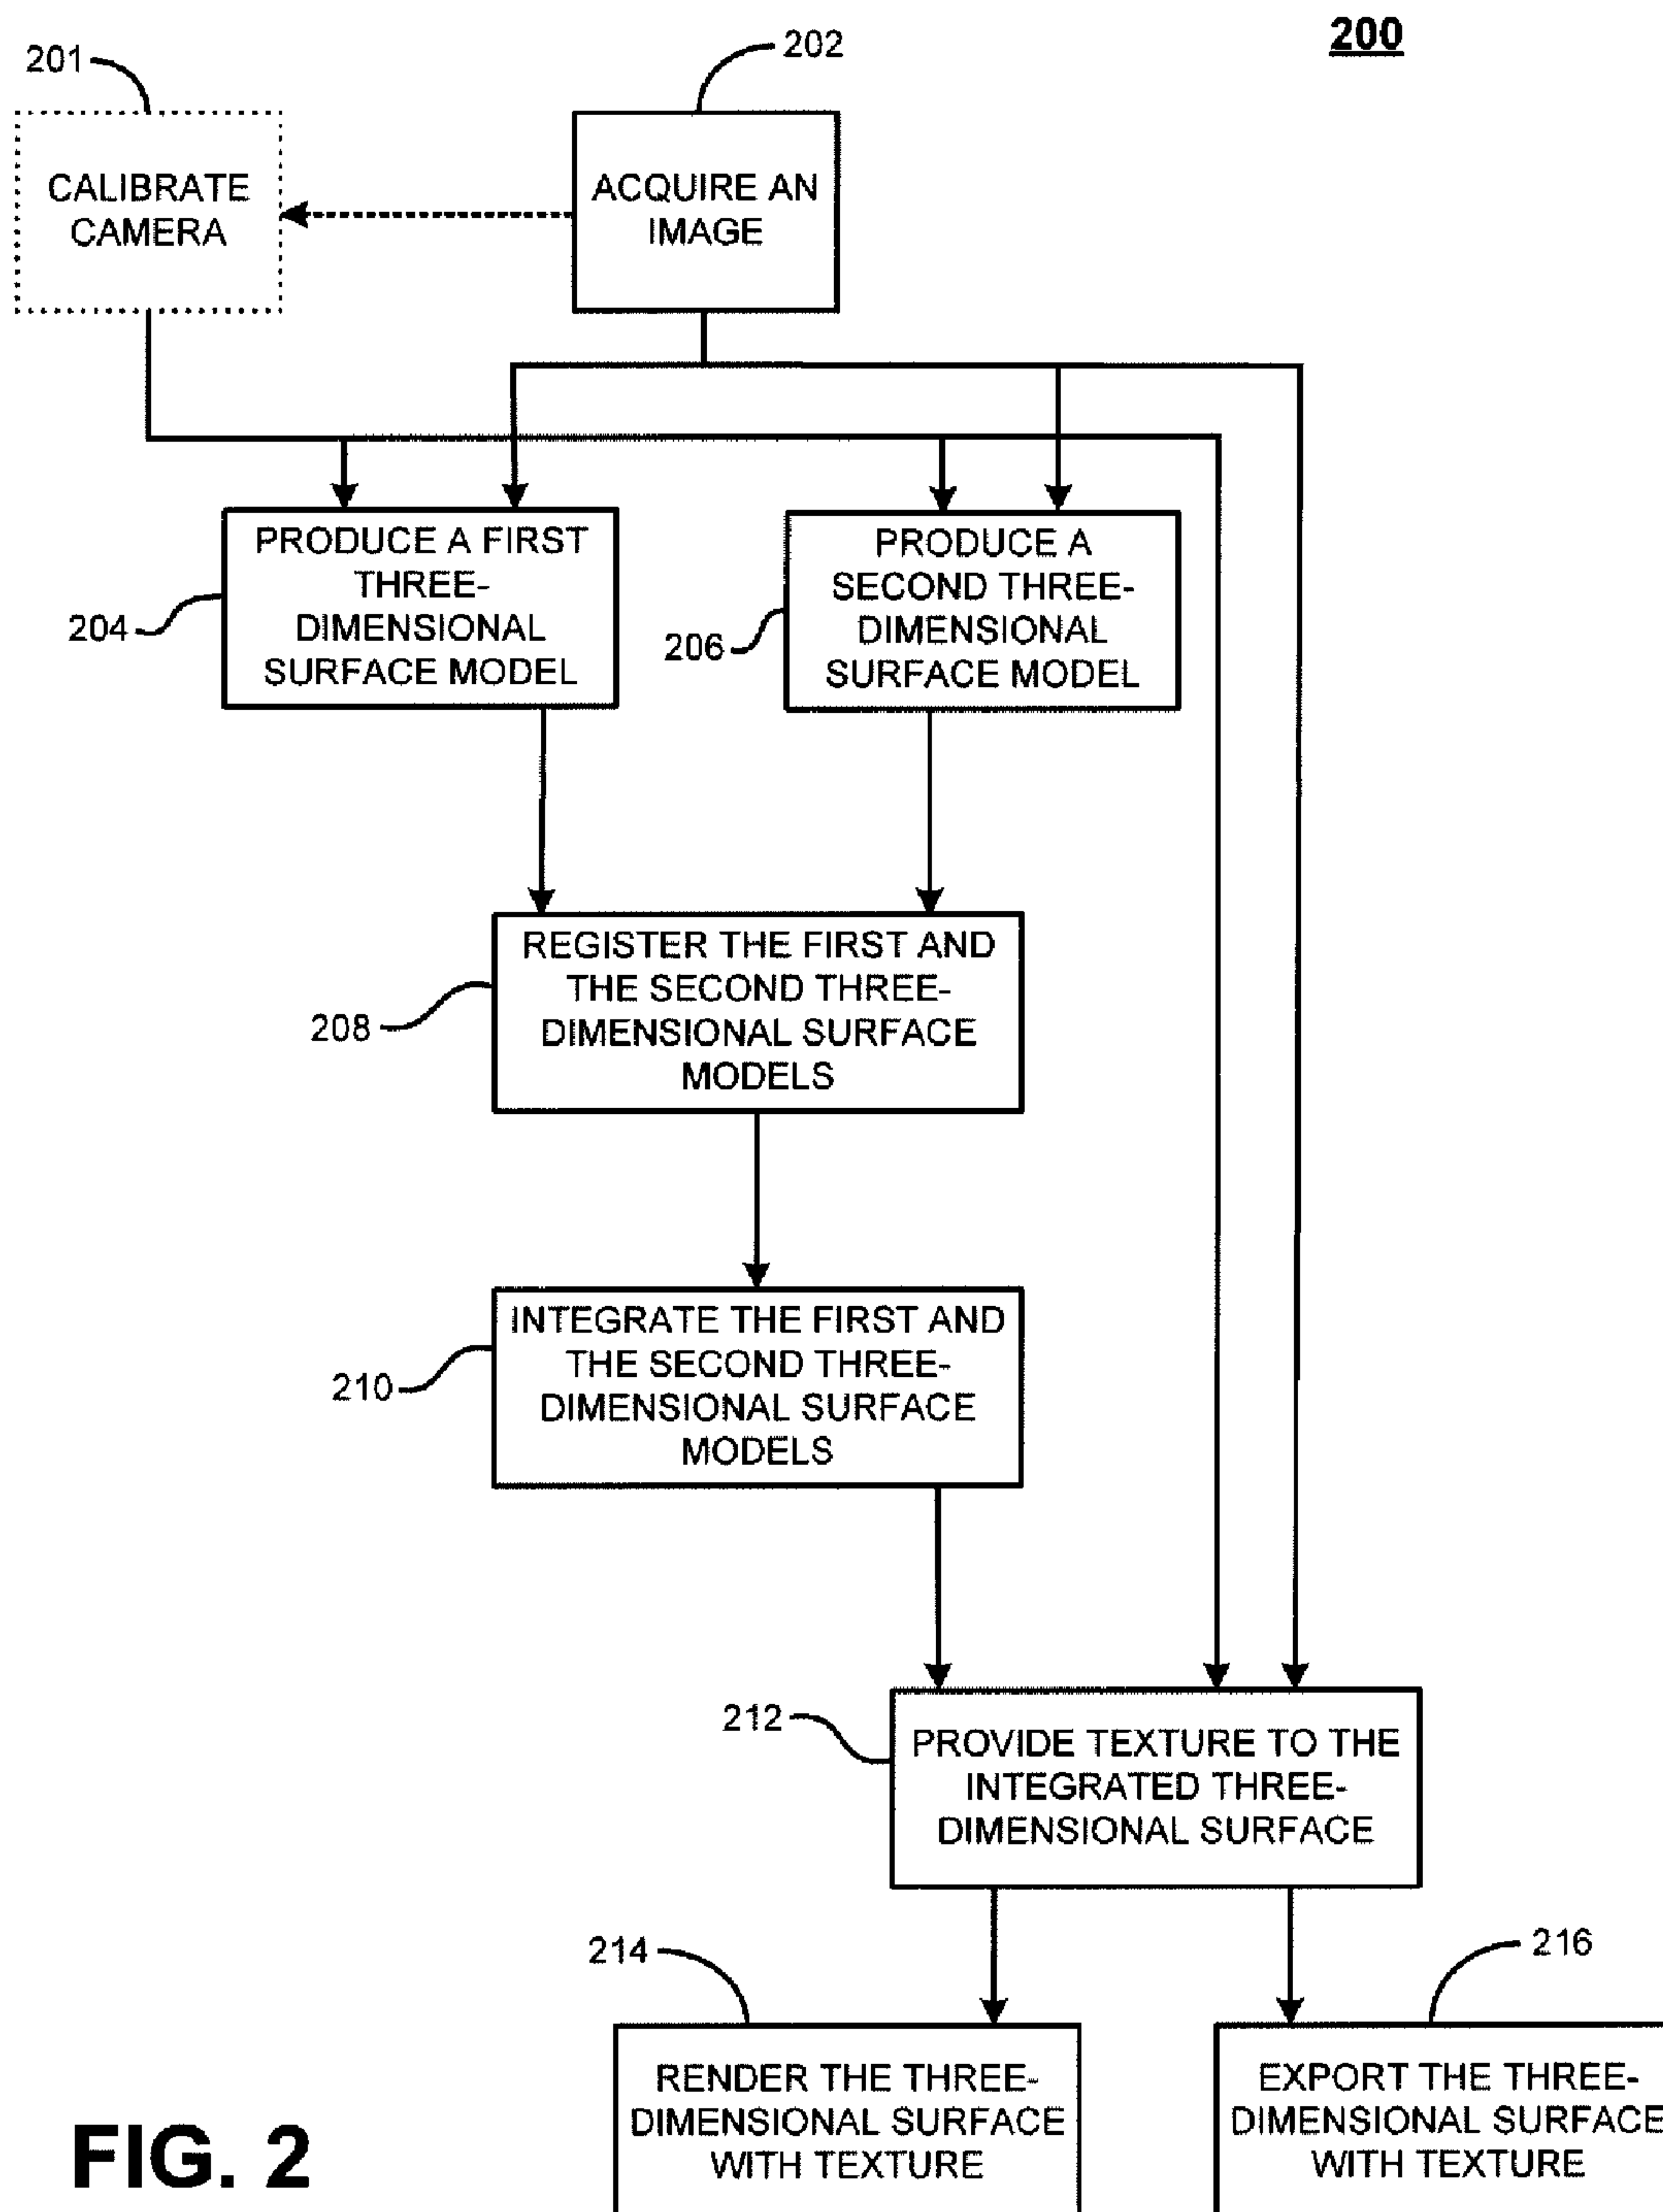 200
201
202
CALIBRATE
CAMERA
ACQUIRE AN
IMAGE
PRODUCE A FIRST
THREE-
DIMENSIONAL
SURFACE MODEL
204
PRODUCE A
SECOND THREE-
DIMENSIONAL
SURFACE MODEL
206
REGISTER THE FIRST AND
THE SECOND THREE-
DIMENSIONAL SURFACE
MODELS
208
INTEGRATE THE FIRST AND
THE SECOND THREE-
DIMENSIONAL SURFACE
MODELS
210
212
PROVIDE TEXTURE TO THE
INTEGRATED THREE-
DIMENSIONAL SURFACE
214
216
RENDER THE THREE-
DIMENSIONAL SURFACE
WITH TEXTURE
EXPORT THE THREE-
DIMENSIONAL SURFACE
WITH TEXTURE
FIG. 2